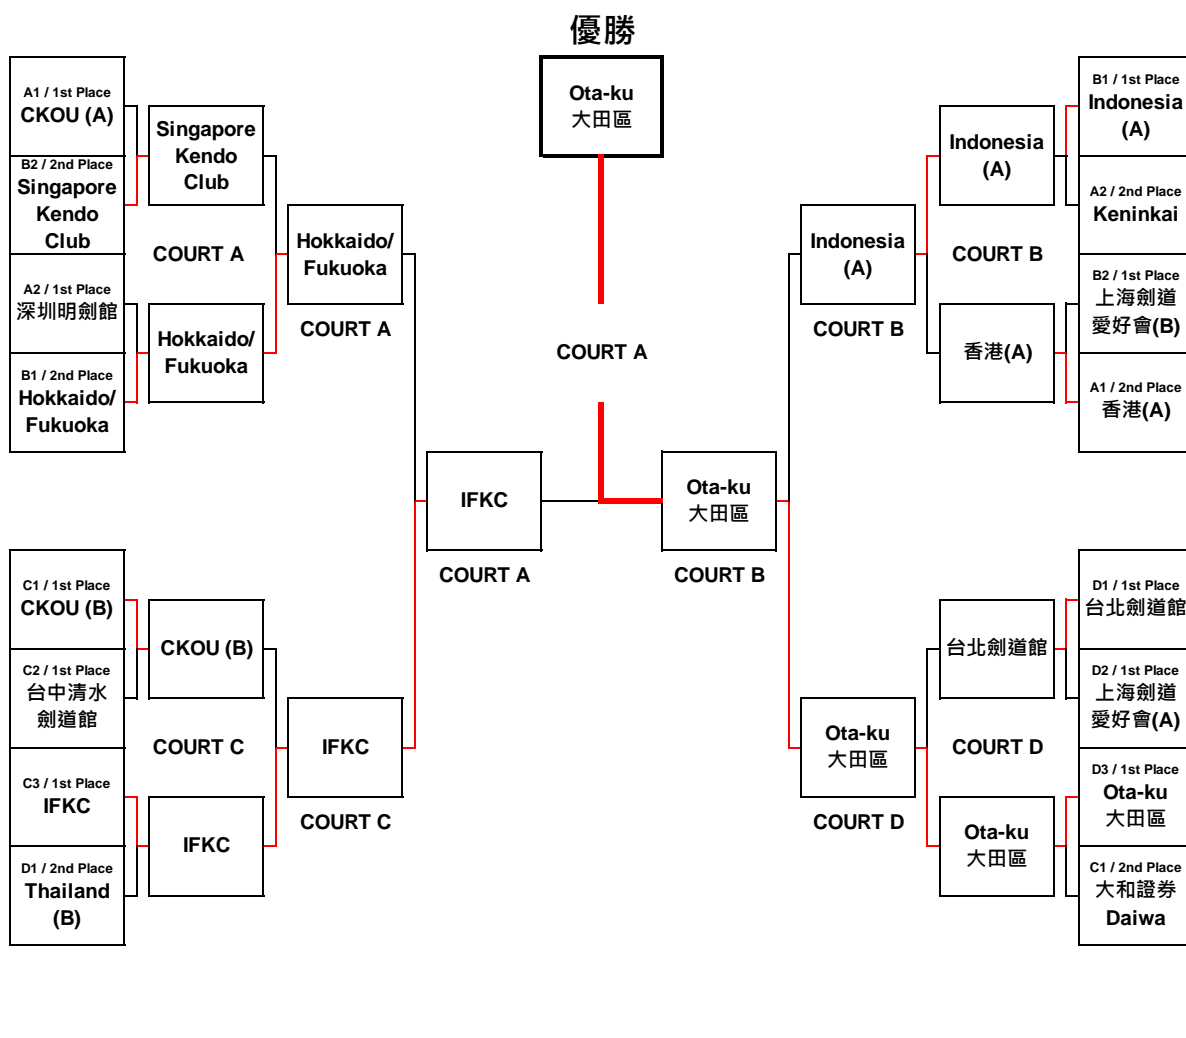 優勝
Ota-ku
大田區
A1 / 1st Place
CKOU (A)
B2 / 2nd Place
Singapore
Kendo
Club
A2 / 1st Place
深圳明劍館
B1 / 2nd Place
Hokkaido/
Fukuoka
Singapore
Kendo
Club
COURT A
Hokkaido/
Fukuoka
Hokkaido/
Fukuoka
COURT A
C1 / 1st Place
CKOU (B)
C2 / 1st Place
台中清水
劍道館
C3 / 1st Place
IFKC
D1 / 2nd Place
Thailand
(B)
CKOU (B)
COURT C
IFKC
IFKC
COURT C
IFKC
COURT A
COURT A
Ota-ku
大田區
COURT B
Indonesia
(A)
COURT B
Indonesia
(A)
COURT B
香港(A)
B1 / 1st Place
Indonesia
(A)
A2 / 2nd Place
Keninkai
B2 / 1st Place
上海劍道
愛好會(B)
A1 / 2nd Place
香港(A)
Ota-ku
大田區
COURT D
台北劍道館
COURT D
Ota-ku
大田區
D1 / 1st Place
台北劍道館
D2 / 1st Place
上海劍道
愛好會(A)
D3 / 1st Place
Ota-ku
大田區
C1 / 2nd Place
大和證券
Daiwa